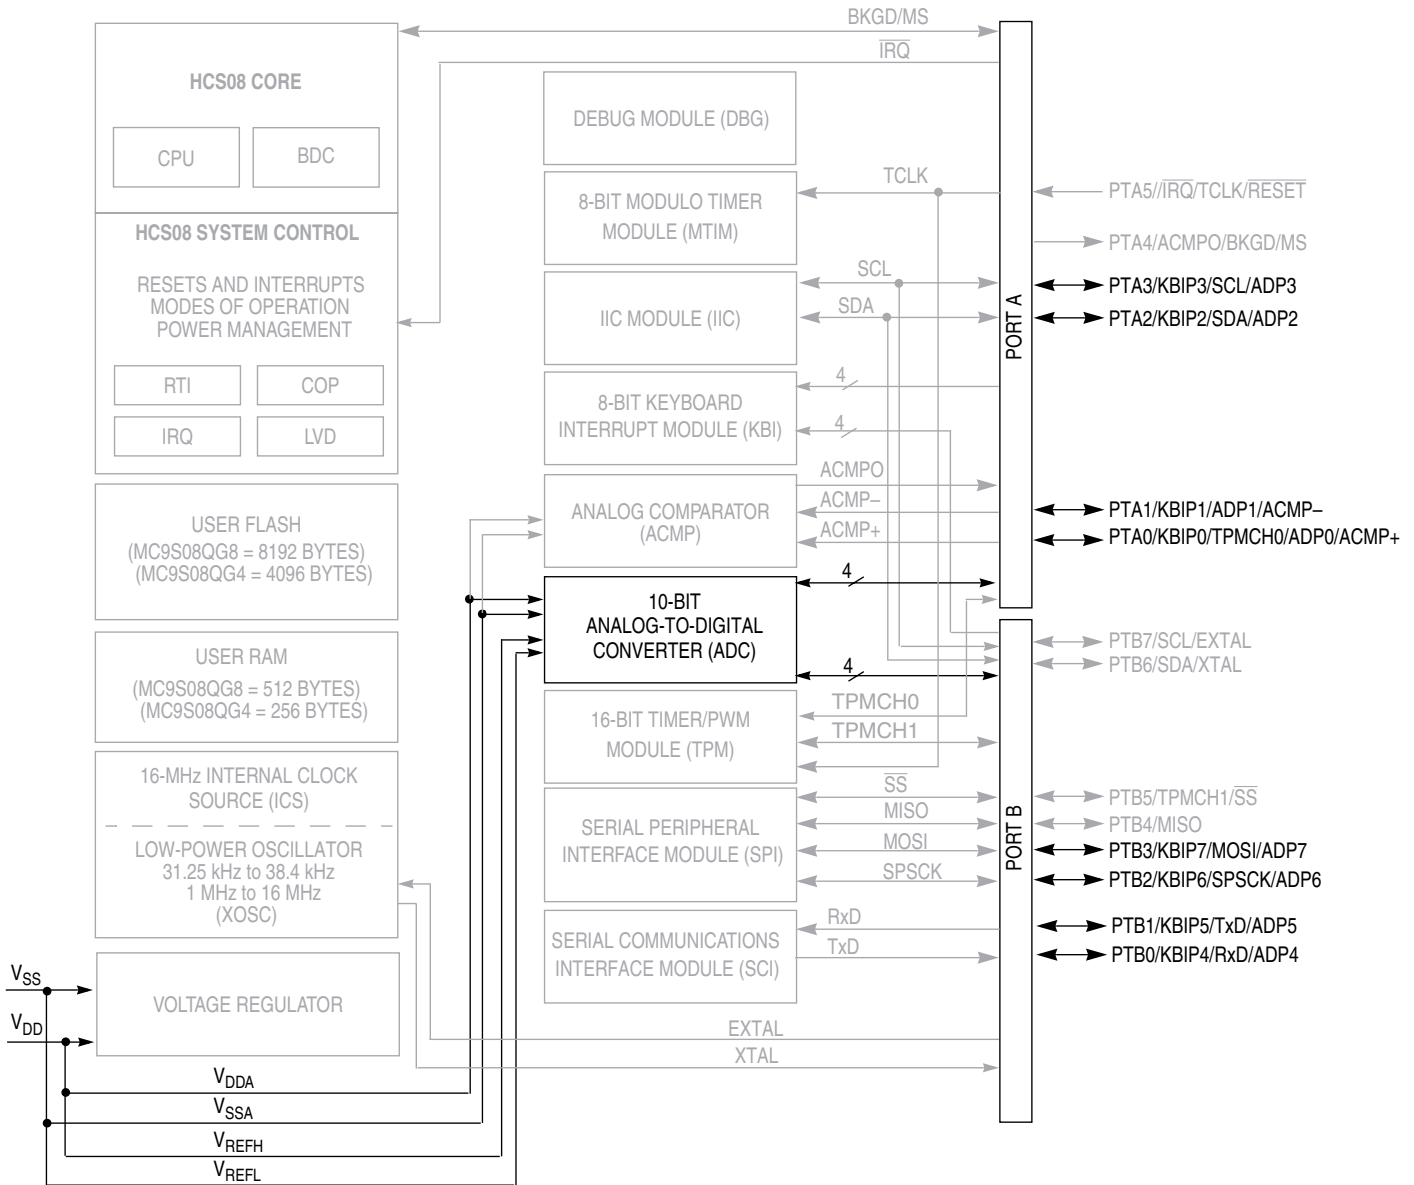 BKGD/MS
IRQ
HCS08 CORE
CPU
BDC
HCS08 SYSTEM CONTROL
RESETS AND INTERRUPTS
MODES OF OPERATION
POWER MANAGEMENT
RTI
COP
IRQ
LVD
USER FLASH
(MC9S08QG8 = 8192 BYTES)
(MC9S08QG4 = 4096 BYTES)
USER RAM
(MC9S08QG8 = 512 BYTES)
(MC9S08QG4 = 256 BYTES)
16-MHz INTERNAL CLOCK
SOURCE (ICS)
LOW-POWER OSCILLATOR
31.25 kHz to 38.4 kHz
1 MHz to 16 MHz
(XOSC)
VOLTAGE REGULATOR
VSS
VDD
VDDA
VSSA
VREFH
VREFL
DEBUG MODULE (DBG)
8-BIT MODULO TIMER
MODULE (MTIM)
IIC MODULE (IIC)
8-BIT KEYBOARD
INTERRUPT MODULE (KBI)
ANALOG COMPARATOR
(ACMP)
10-BIT
ANALOG-TO-DIGITAL
CONVERTER (ADC)
16-BIT TIMER/PWM
MODULE (TPM)
SERIAL PERIPHERAL
INTERFACE MODULE (SPI)
SERIAL COMMUNICATIONS
INTERFACE MODULE (SCI)
TCLK
SCL
SDA
4
4
ACMPO
ACMP–
ACMP+
4
4
TPMCH0
TPMCH1
SS
MISO
MOSI
SPSCK
RxD
TxD
EXTAL
XTAL
PORT A
PORT B
PTA5//IRQ/TCLK/RESET
PTA4/ACMPO/BKGD/MS
PTA3/KBIP3/SCL/ADP3
PTA2/KBIP2/SDA/ADP2
PTA1/KBIP1/ADP1/ACMP–
PTA0/KBIP0/TPMCH0/ADP0/ACMP+
PTB7/SCL/EXTAL
PTB6/SDA/XTAL
PTB5/TPMCH1/SS
PTB4/MISO
PTB3/KBIP7/MOSI/ADP7
PTB2/KBIP6/SPSCK/ADP6
PTB1/KBIP5/TxD/ADP5
PTB0/KBIP4/RxD/ADP4